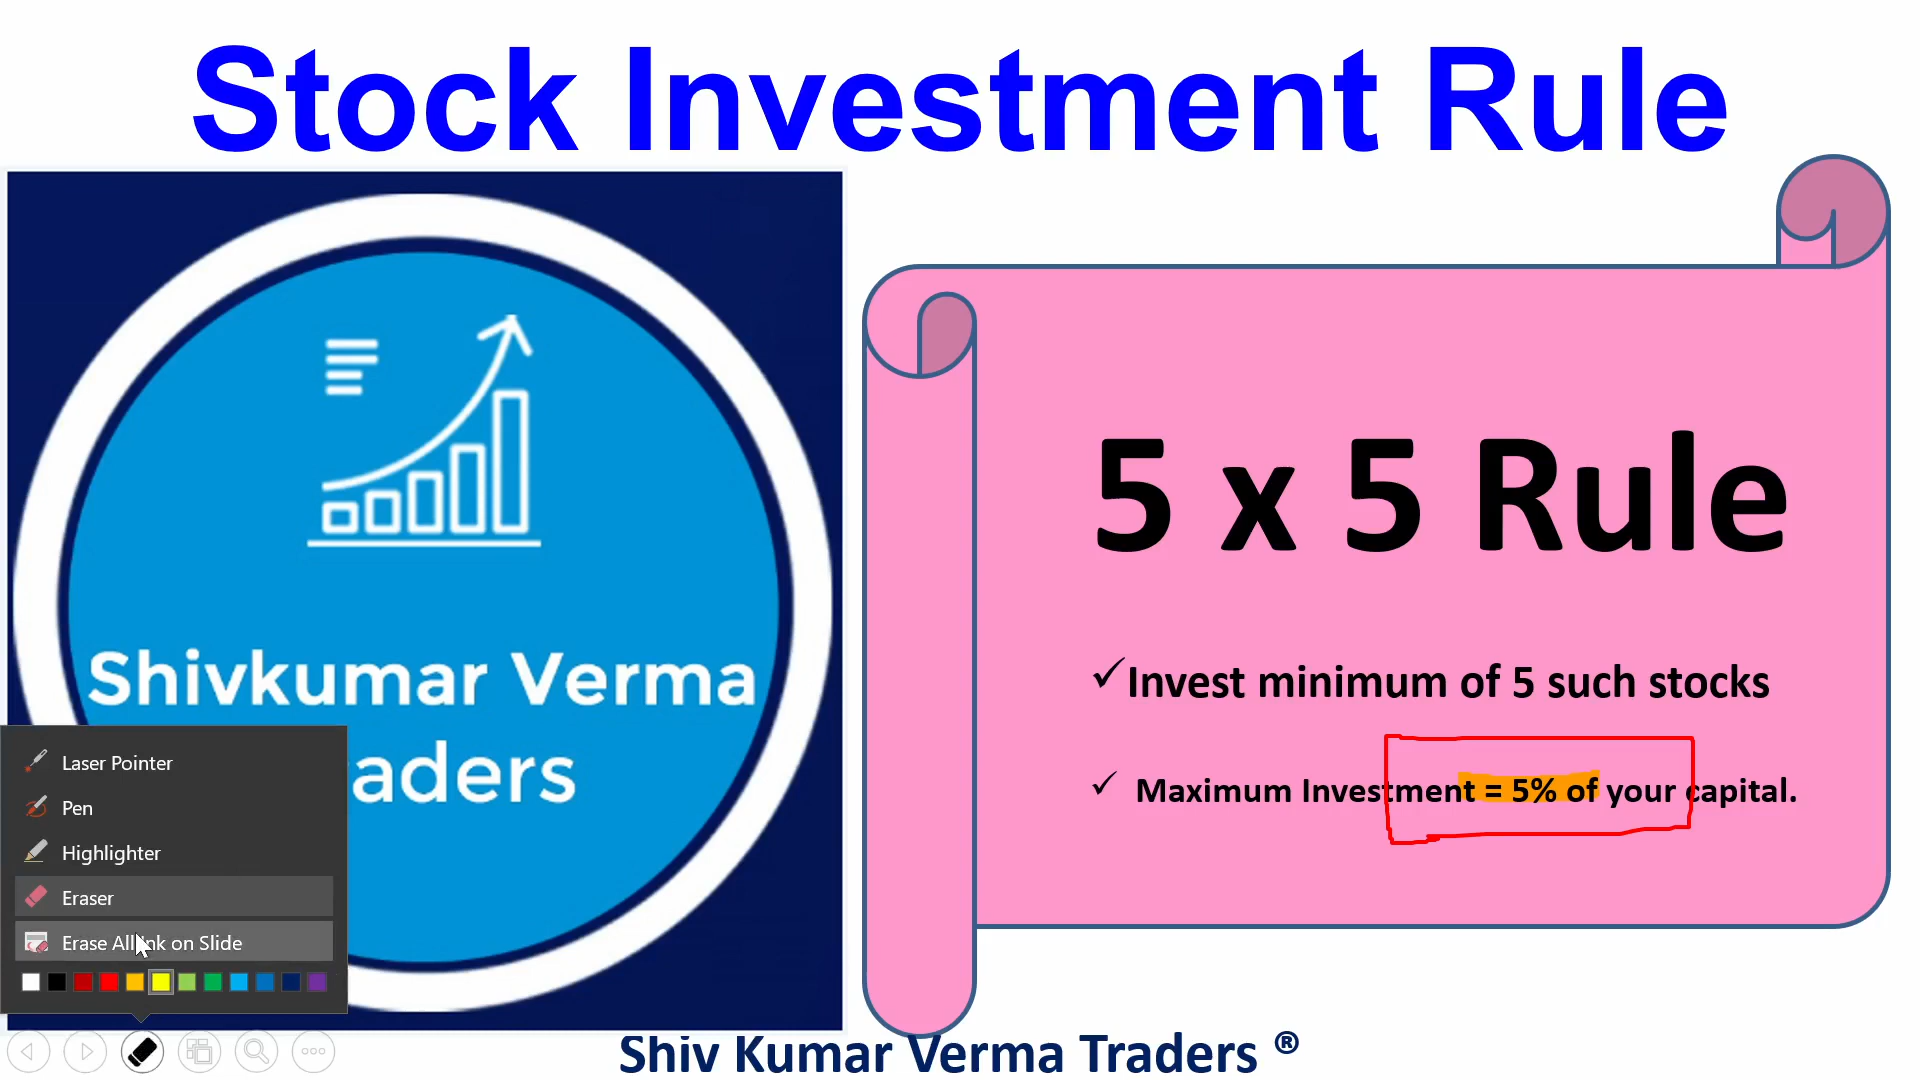 Stock Investment Rule
Shivkumar Verma
aders
5 x 5 Rule
✓Invest minimum of 5 such stocks
✓ Maximum Investment = 5% of your capital.
Laser Pointer
Pen
Highlighter
Eraser
Erase All Ink on Slide
Shiv Kumar Verma Traders ®